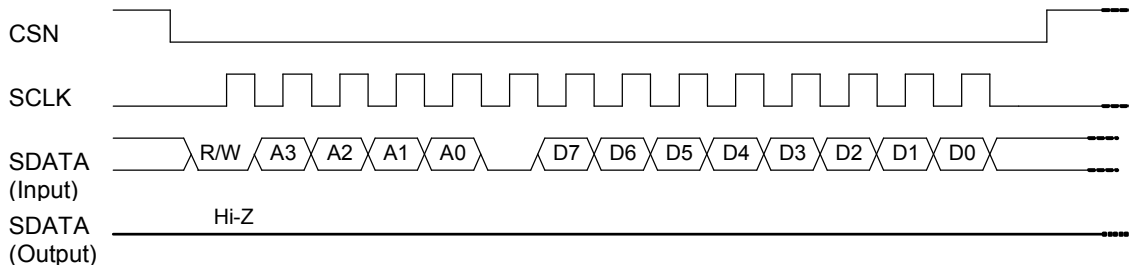 CSN
SCLK
SDATA
(Input)
R/W A3 A2 A1 A0 D7 D6 D5 D4 D3 D2 D1 D0
SDATA
(Output)
Hi-Z